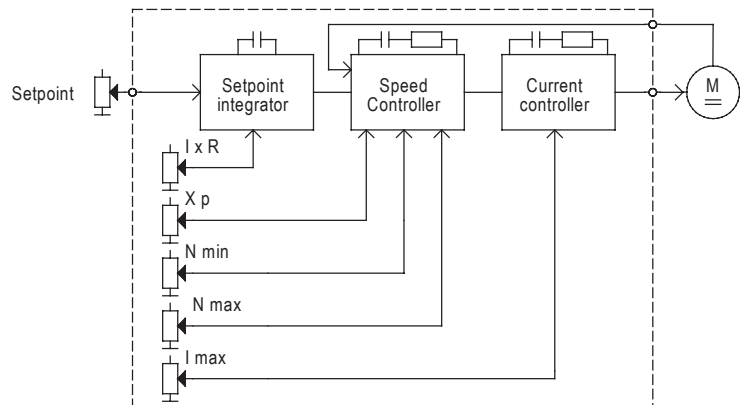 Setpoint
Setpoint
integrator
Speed
Controller
Current
controller
M
I x R
X p
N min
N max
I max